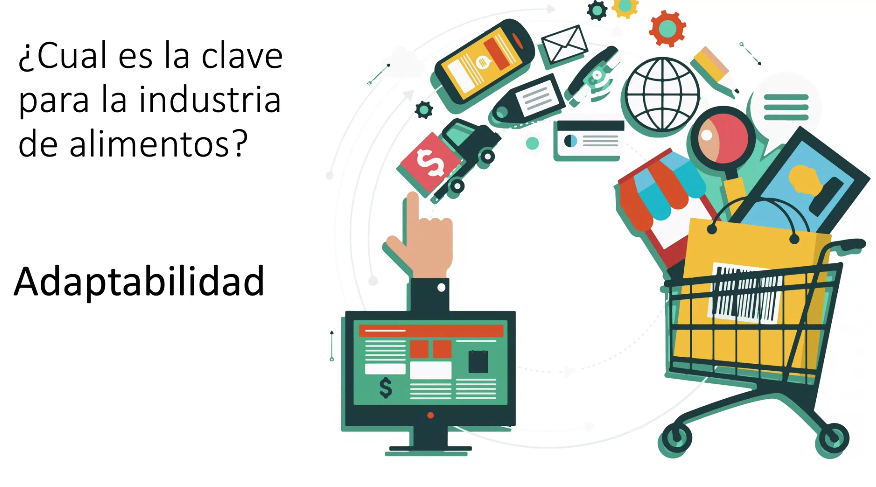 ¿Cual es la clave
para la industria
de alimentos?
Adaptabilidad
$
$